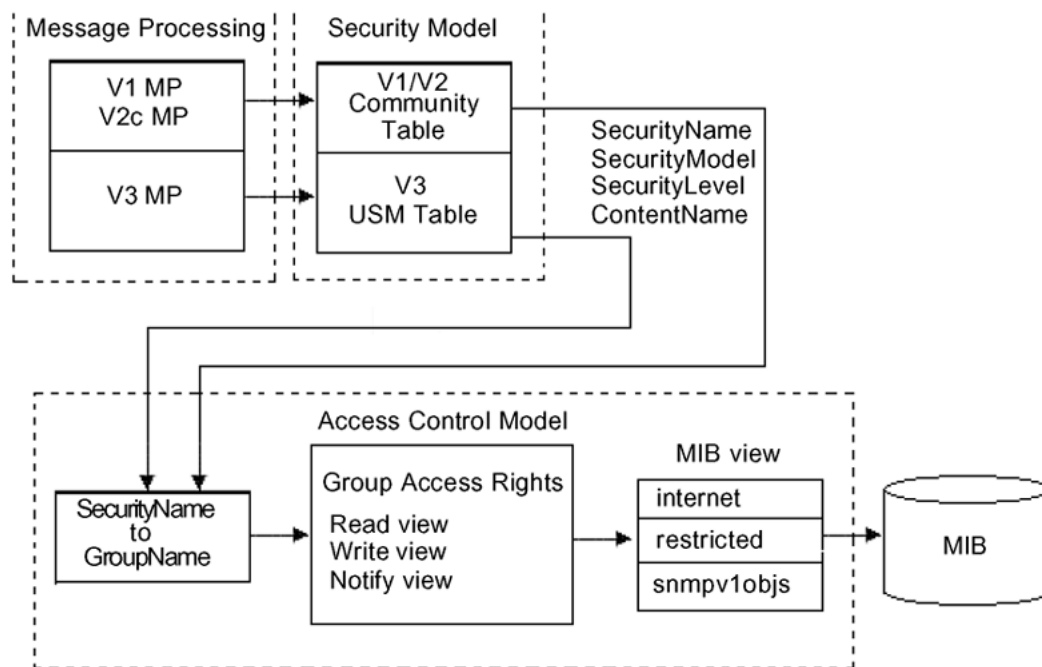 Message Processing
V1 MP
V2c MP
V3 MP
Security Model
V1/V2
Community
Table
V3
USM Table
SecurityName
SecurityModel
SecurityLevel
ContentName
Access Control Model
SecurityName
to
GroupName
Group Access Rights
Read view
Write view
Notify view
MIB view
internet
restricted
snmpv1objs
MIB